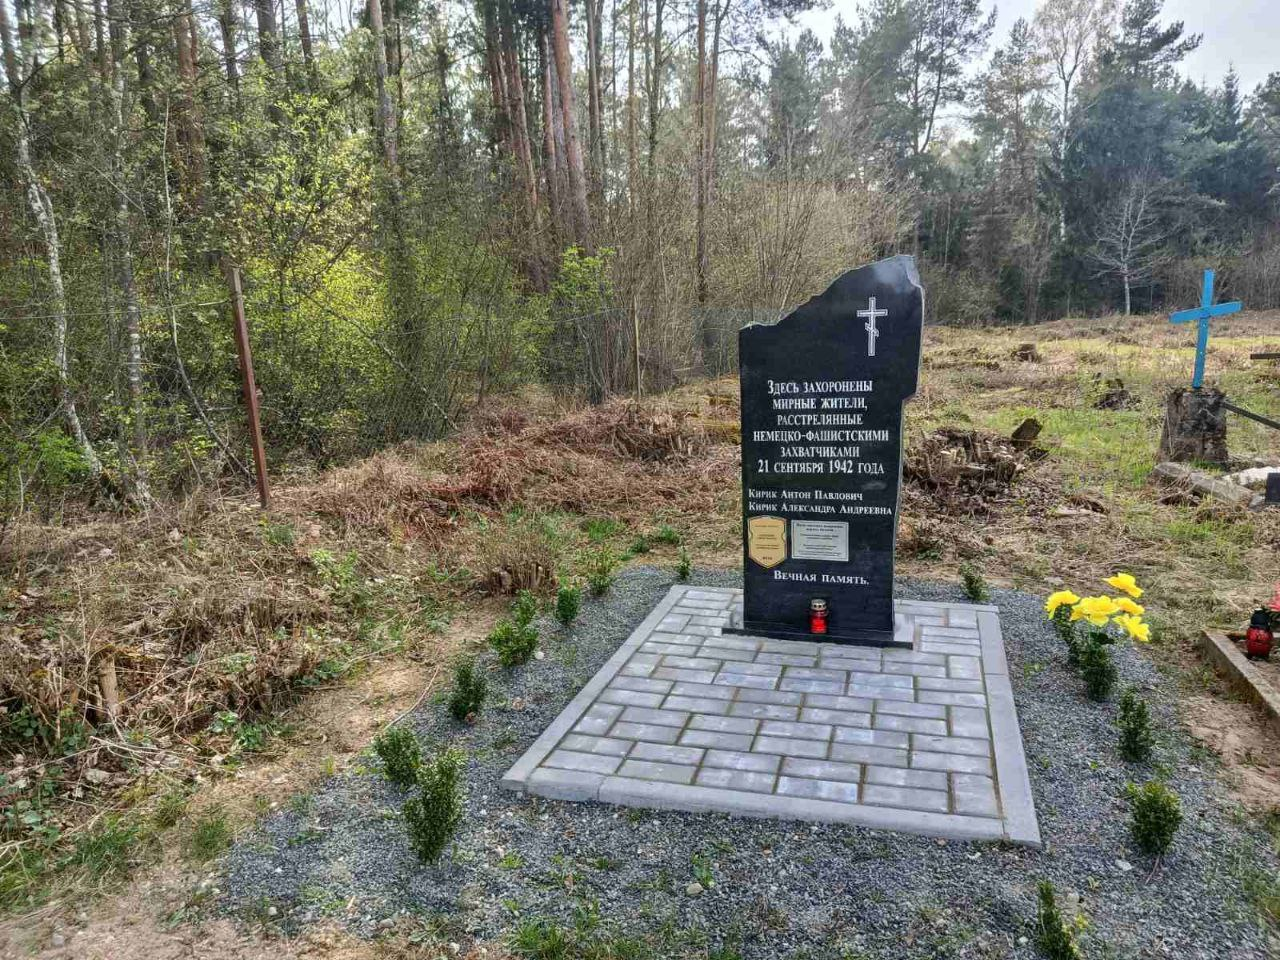 Здесь захоронены
мирные жители,
расстрелянные
немецко-фашистскими
захватчиками
21 сентября 1942 года
Кирик Антон Павлович
Кирик Александра Андреевна
Вечная память.